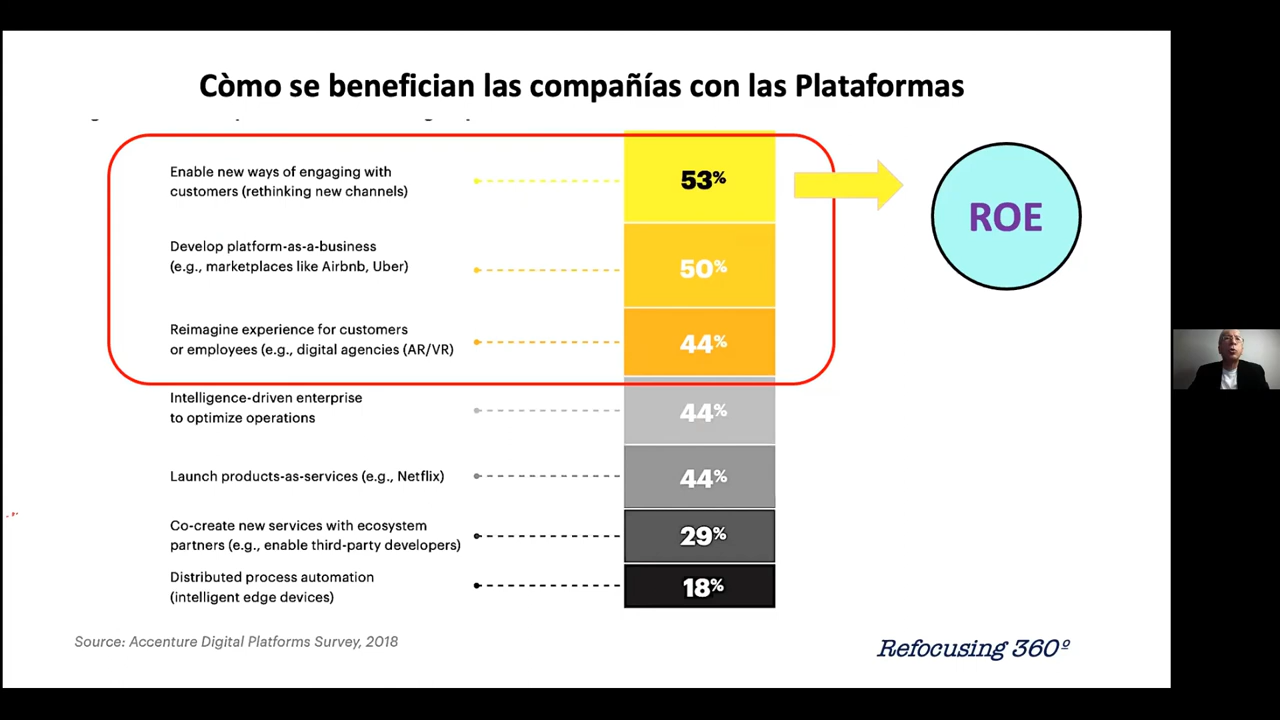 Còmo se benefician las compañías con las Plataformas
Enable new ways of engaging with
customers (rethinking new channels)
53%
ROE
Develop platform-as-a-business
(e.g., marketplaces like Airbnb, Uber)
50%
Reimagine experience for customers
or employees (e.g., digital agencies (AR/VR)
44%
Intelligence-driven enterprise
to optimize operations
44%
Launch products-as-services (e.g., Netflix)
44%
Co-create new services with ecosystem
partners (e.g., enable third-party developers)
29%
Distributed process automation
(intelligent edge devices)
18%
Source: Accenture Digital Platforms Survey, 2018
Refocusing 360º